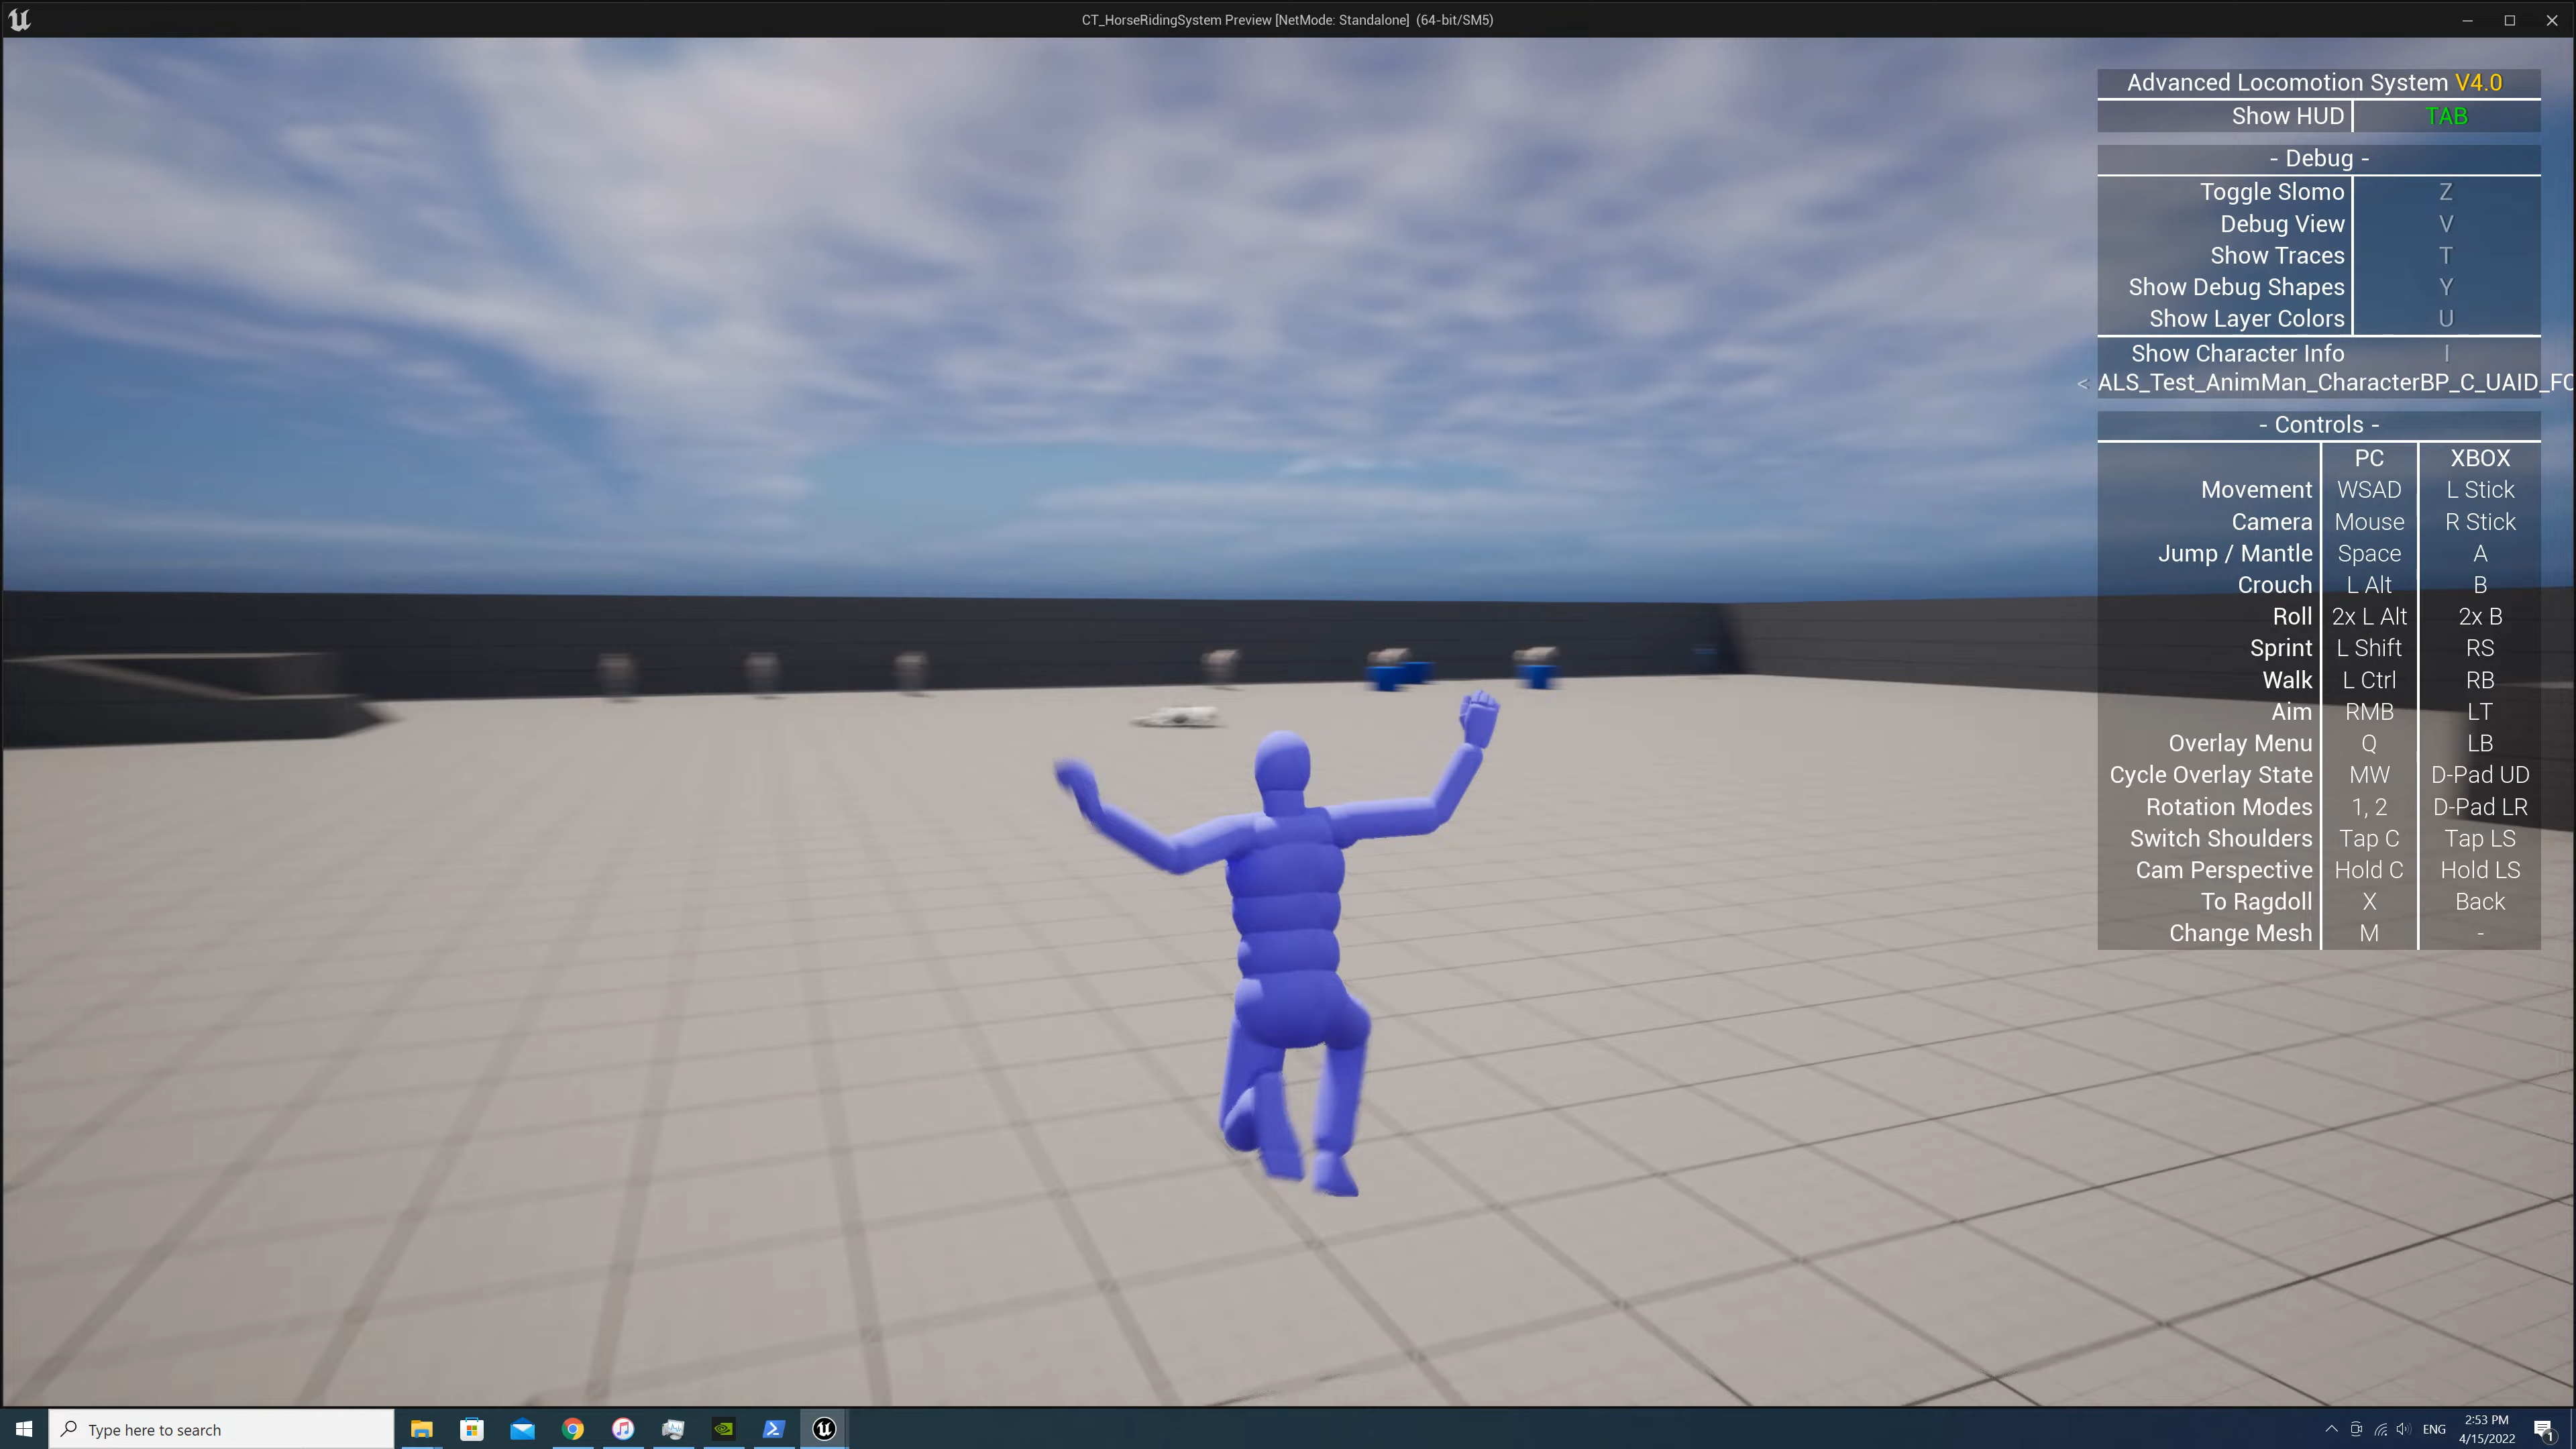 CT_HorseRidingSystem Preview [NetMode: Standalone] (64-bit/SM5)
Advanced Locomotion System V4.0
Show HUD TAB
- Debug -
Toggle Slomo Z
Debug View V
Show Traces T
Show Debug Shapes Y
Show Layer Colors U
Show Character Info I
< ALS_Test_AnimMan_CharacterBP_C_UAID_FC
- Controls -
PC XBOX
Movement WSAD L Stick
Camera Mouse R Stick
Jump / Mantle Space A
Crouch L Alt B
Roll 2x L Alt 2x B
Sprint L Shift RS
Walk L Ctrl RB
Aim RMB LT
Overlay Menu Q LB
Cycle Overlay State MW D-Pad UD
Rotation Modes 1, 2 D-Pad LR
Switch Shoulders Tap C Tap LS
Cam Perspective Hold C Hold LS
To Ragdoll X Back
Change Mesh M -
Type here to search
ENG
2:53 PM
4/15/2022
1